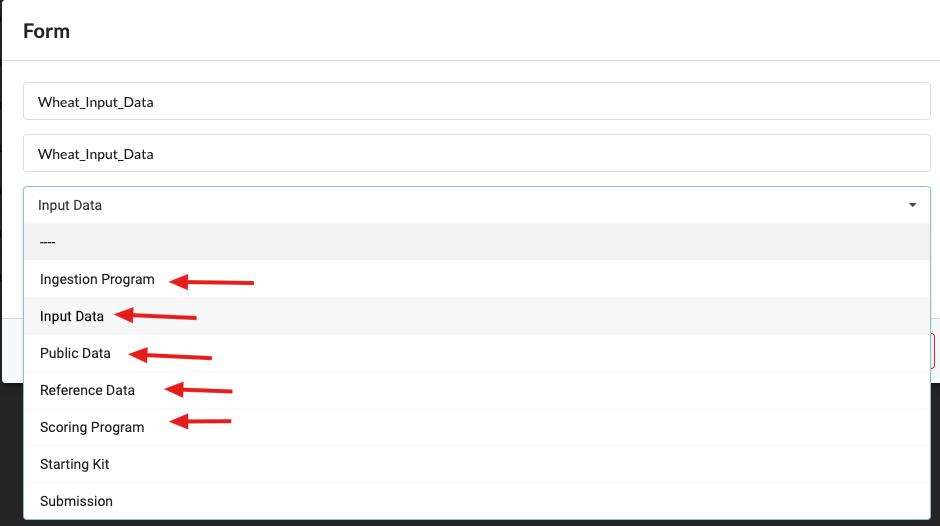 Form
Wheat_Input_Data
Wheat_Input_Data
Input Data
----
Ingestion Program
Input Data
Public Data
Reference Data
Scoring Program
Starting Kit
Submission